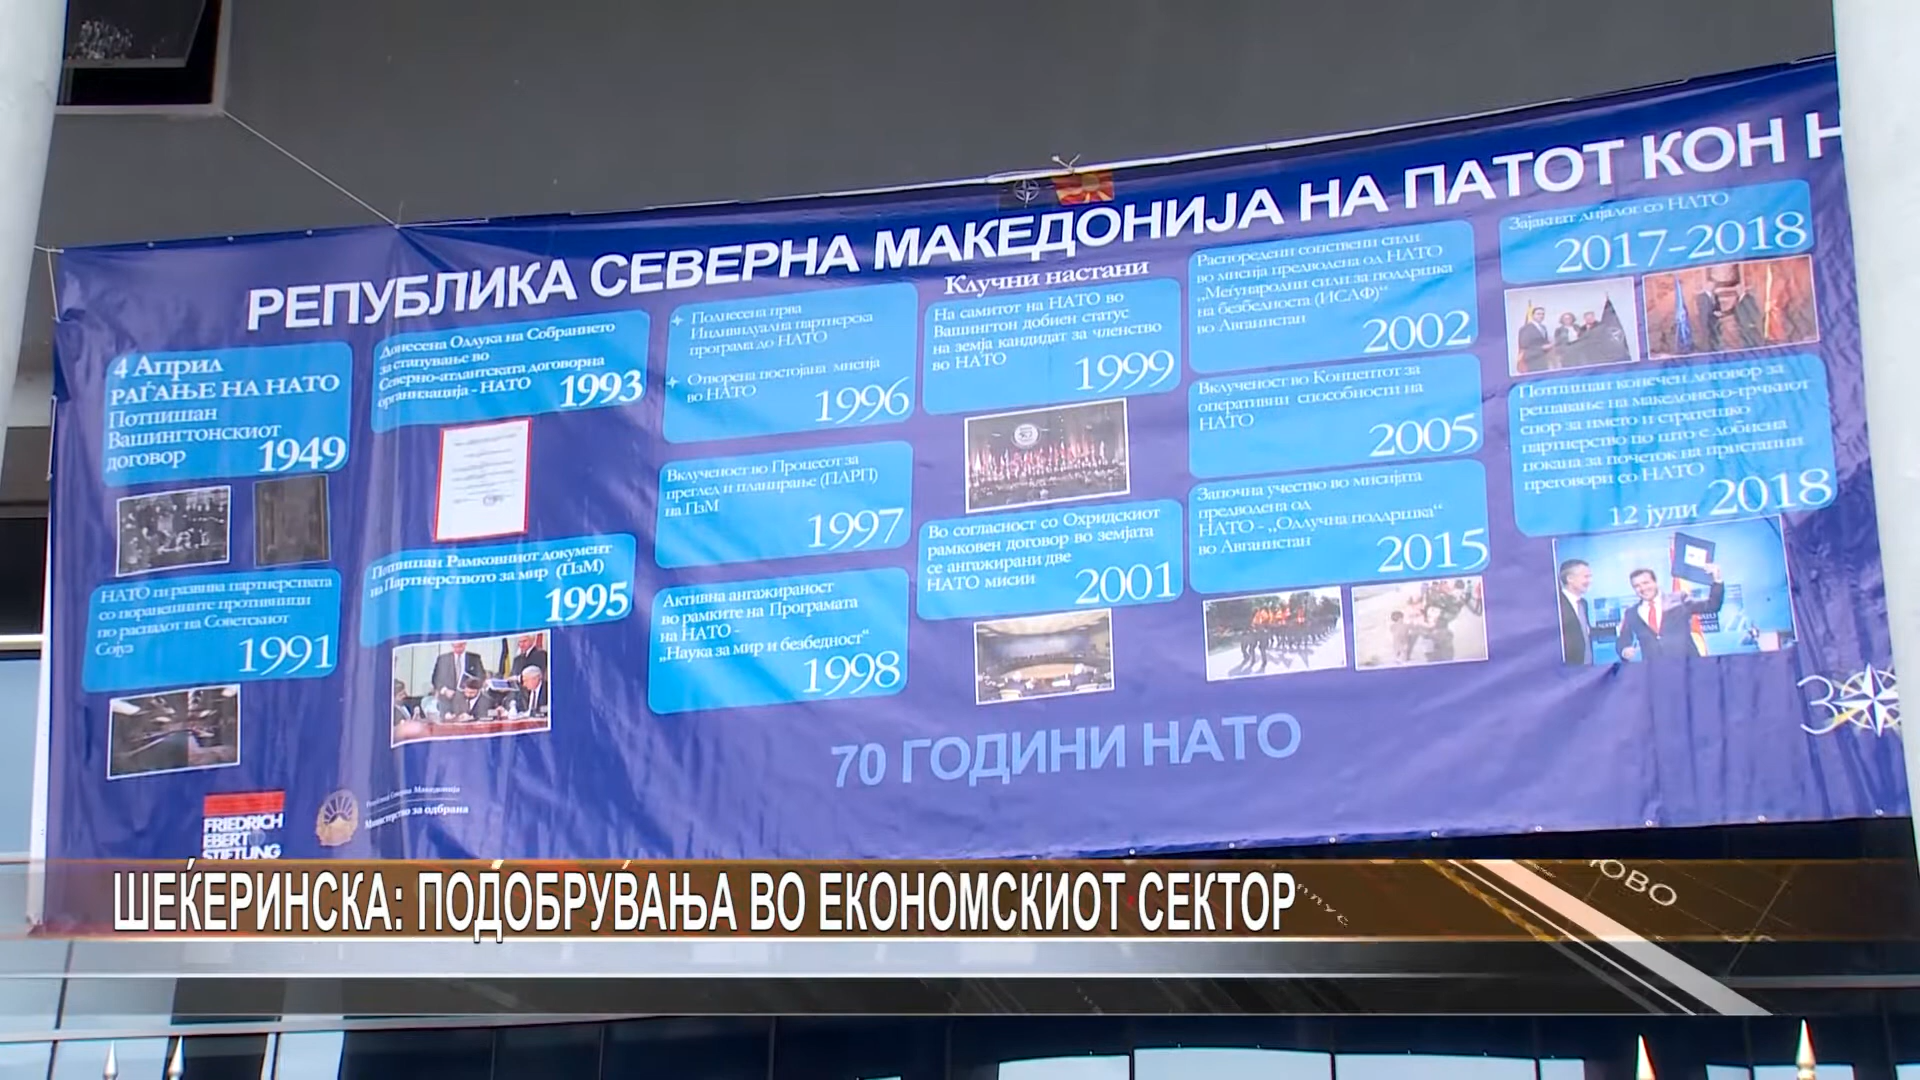 РЕПУБЛИКА СЕВЕРНА МАКЕДОНИЈА НА ПАТОТ КОН Н
Клучни настани
4 Април
РАЃАЊЕ НА НАТО
Потпишан
Вашингтонскиот
договор
1949
НАТО ги развива партнерствата
со поранешните противници
по распадот на Советскиот
Сојуз
1991
Донесена Одлука на Собранието
за стапување во
Северно-атлантската договорна
организација - НАТО
1993
Потпишан Рамковниот документ
на Партнерството за мир (ПзМ)
1995
Поднесена прва
Индивидуална партнерска
програма до НАТО
Отворена постојана мисија
во НАТО
1996
Вклученост во Процесот за
преглед и планирање (ПАРП)
на ПзМ
1997
Активна ангажираност
во рамките на Програмата
на НАТО -
„Наука за мир и безбедност“
1998
На самитот на НАТО во
Вашингтон добиен статус
на земја кандидат за членство
во НАТО
1999
Во согласност со Охридскиот
рамковен договор во земјата
се ангажирани две
НАТО мисии
2001
Распоредени сопствени сили
во мисија предводена од НАТО
„Меѓународни сили за поддршка
на безбедноста (ИСАФ)“
во Авганистан
2002
Вклученост во Концептот за
оперативни способности на
НАТО
2005
Започна учество во мисијата
предводена од
НАТО - „Одлучна поддршка“
во Авганистан
2015
Зајакнат дијалог со НАТО
2017-2018
Потпишан конечен договор за
решавање на македонско-грчкиот
спор за името и стратешко
партнерство по што е добиена
покана за почеток на пристапни
преговори со НАТО
12 јули 2018
70 ГОДИНИ НАТО
FRIEDRICH
EBERT
STIFTUNG
Република Северна Македонија
Министерство за одбрана
ШЕЌЕРИНСКА: ПОДОБРУВАЊА ВО ЕКОНОМСКИОТ СЕКТОР